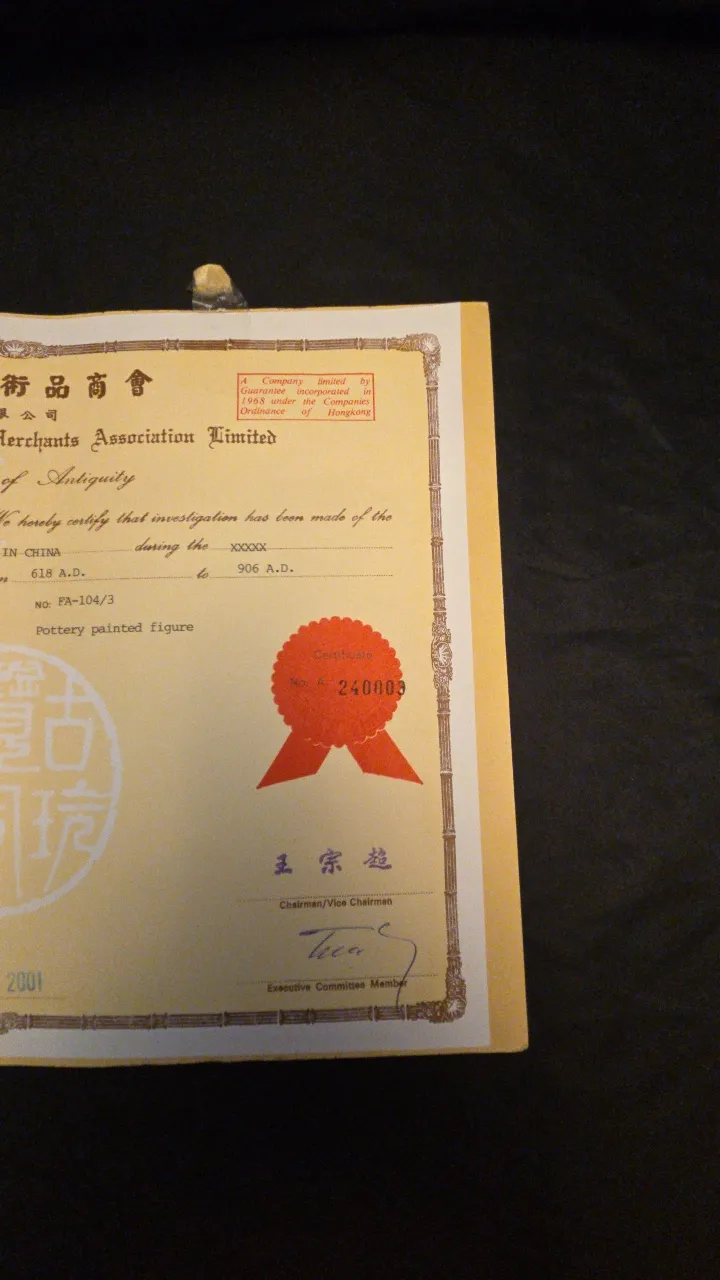 術品商會
A Company limited by
Guarantee incorporated in
1968 under the Companies
Ordinance of Hongkong
限公司
Merchants Association Limited
of Antiquity
We hereby certify that investigation has been made of the
IN CHINA during the XXXXX
618 A.D. to 906 A.D.
NO: FA-104/3
Pottery painted figure
Certificate
No. A 240003
古玩
王宗超
Chairman/Vice Chairman
2001
Executive Committee Member